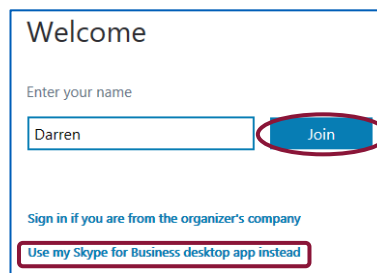 Welcome
Enter your name
Darren
Join
Sign in if you are from the organizer's company
Use my Skype for Business desktop app instead